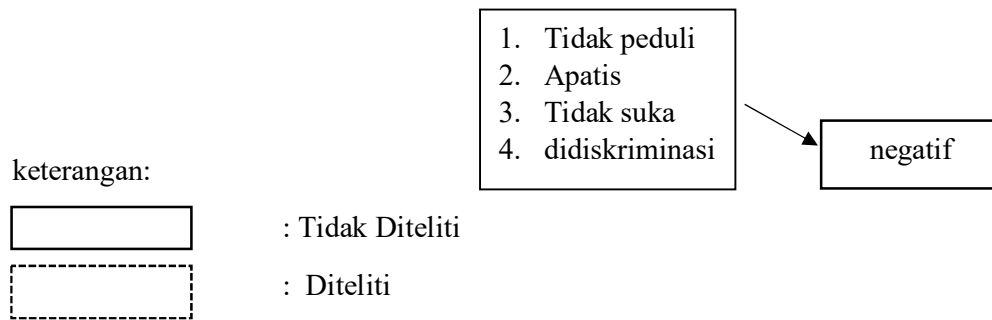 1. Tidak peduli
2. Apatis
3. Tidak suka
4. didiskriminasi
negatif
keterangan:
: Tidak Diteliti
: Diteliti